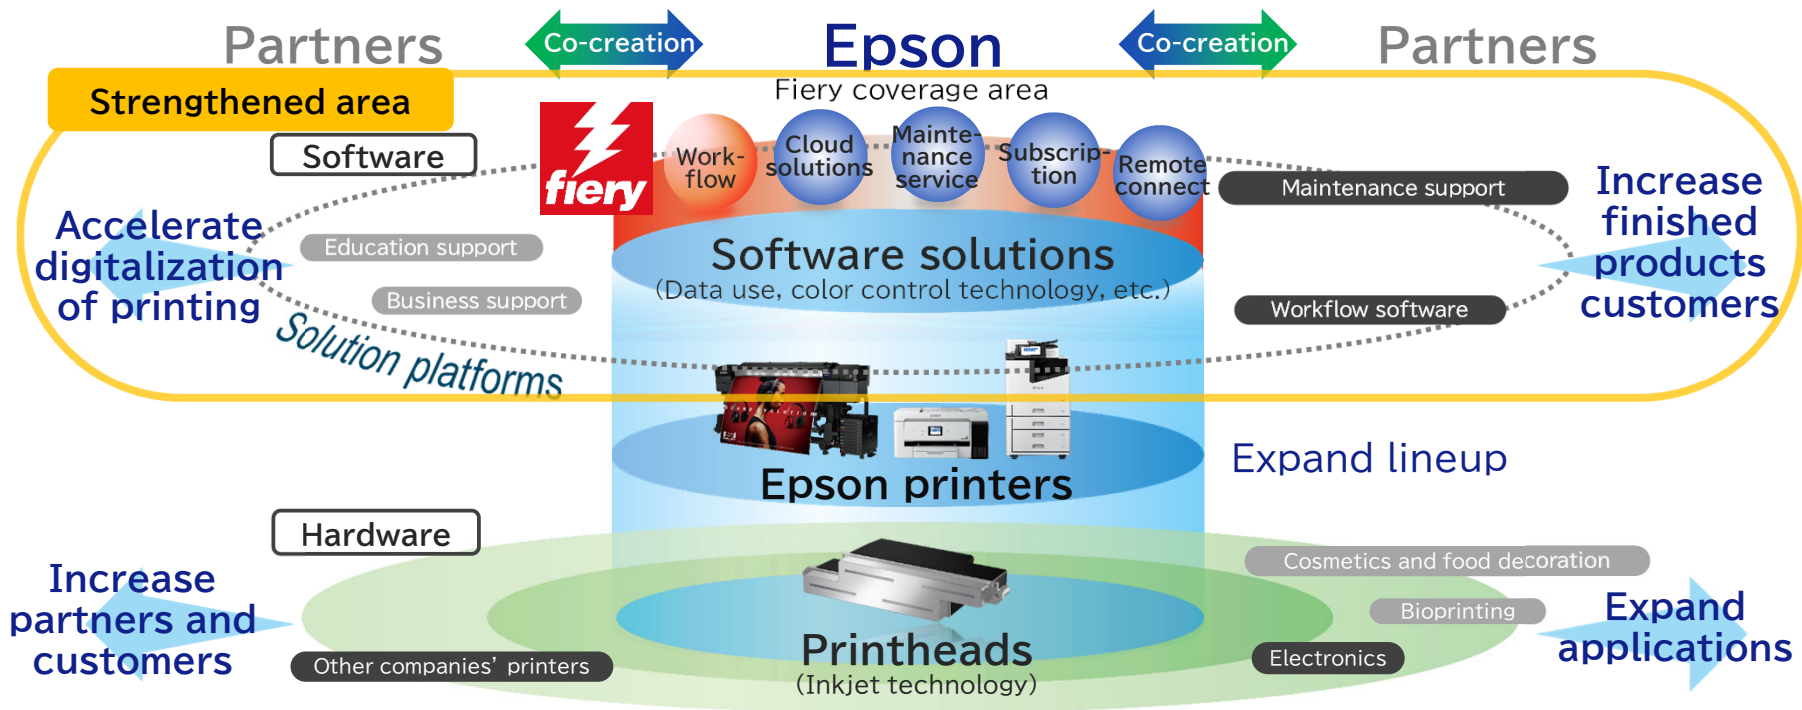 Partners
Co-creation
Epson
Co-creation
Partners
Strengthened area
Fiery coverage area
Software
fiery
Work-
flow
Cloud
solutions
Mainte-
nance
service
Subscrip-
tion
Remote
connect
Maintenance support
Accelerate
digitalization
of printing
Education support
Business support
Software solutions
(Data use, color control technology, etc.)
Workflow software
Increase
finished
products
customers
Solution platforms
Epson printers
Expand lineup
Hardware
Increase
partners and
customers
Other companies’ printers
Printheads
(Inkjet technology)
Cosmetics and food decoration
Bioprinting
Electronics
Expand
applications